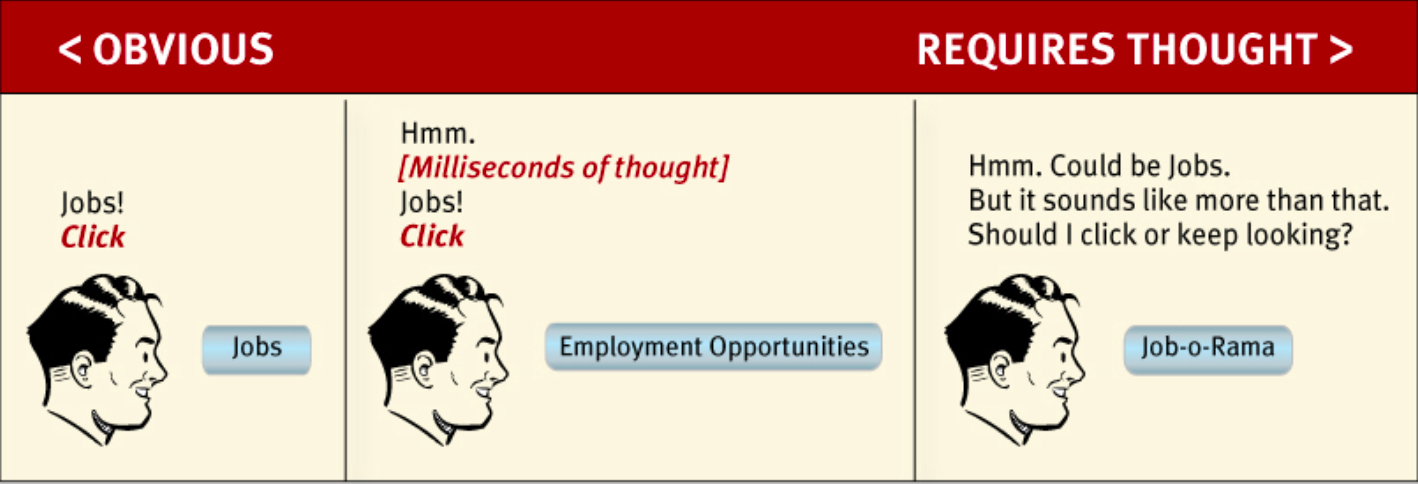 < OBVIOUS
REQUIRES THOUGHT >
Jobs!
Click
Jobs
Hmm.
[Milliseconds of thought]
Jobs!
Click
Employment Opportunities
Hmm. Could be Jobs.
But it sounds like more than that.
Should I click or keep looking?
Job-o-Rama